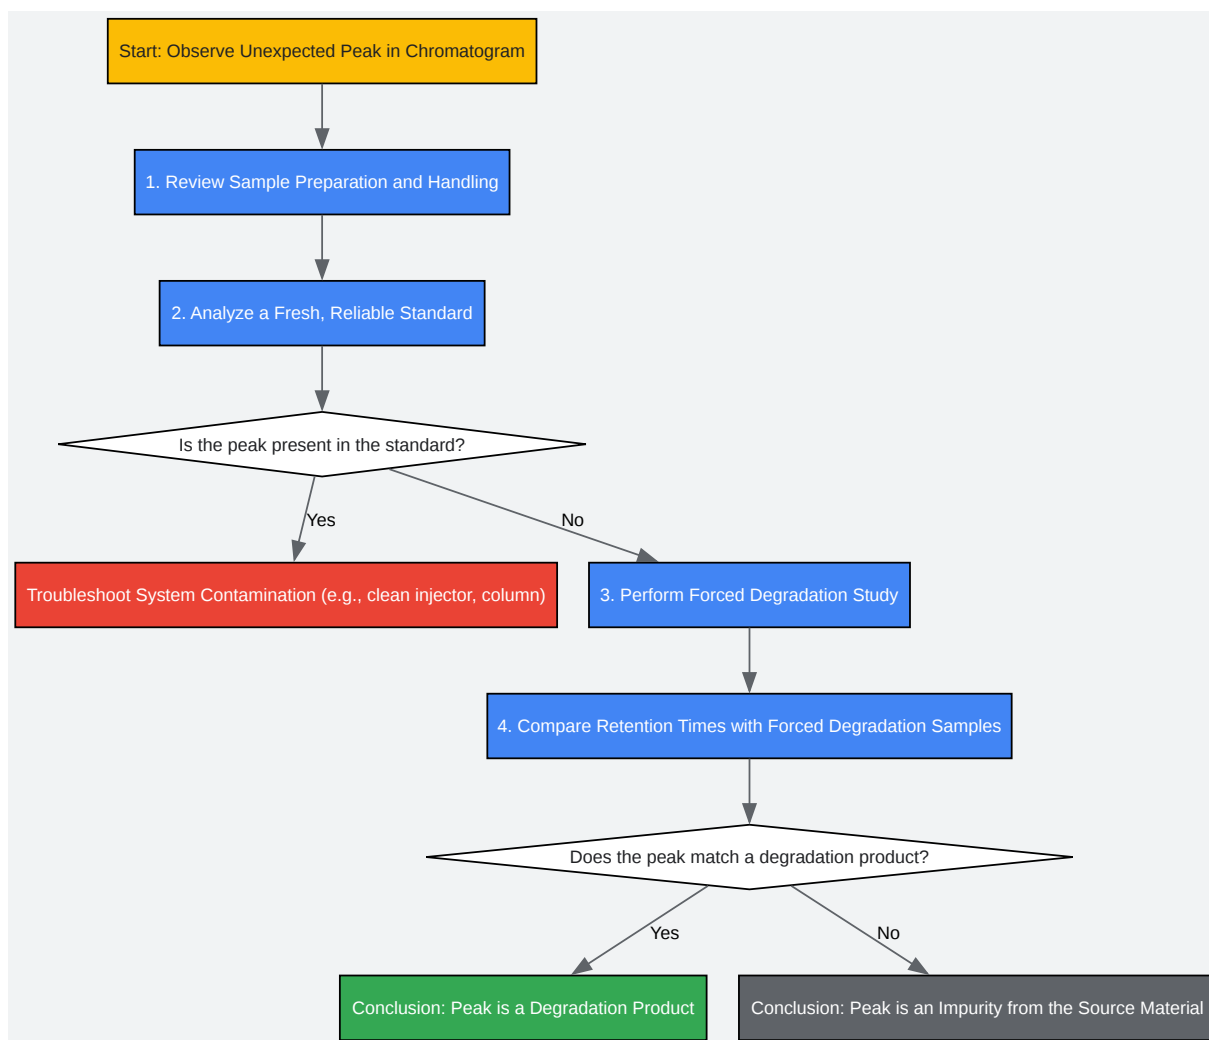 Start: Observe Unexpected Peak in Chromatogram
1. Review Sample Preparation and Handling
2. Analyze a Fresh, Reliable Standard
Is the peak present in the standard?
Yes
No
Troubleshoot System Contamination (e.g., clean injector, column)
3. Perform Forced Degradation Study
4. Compare Retention Times with Forced Degradation Samples
Does the peak match a degradation product?
Yes
No
Conclusion: Peak is a Degradation Product
Conclusion: Peak is an Impurity from the Source Material